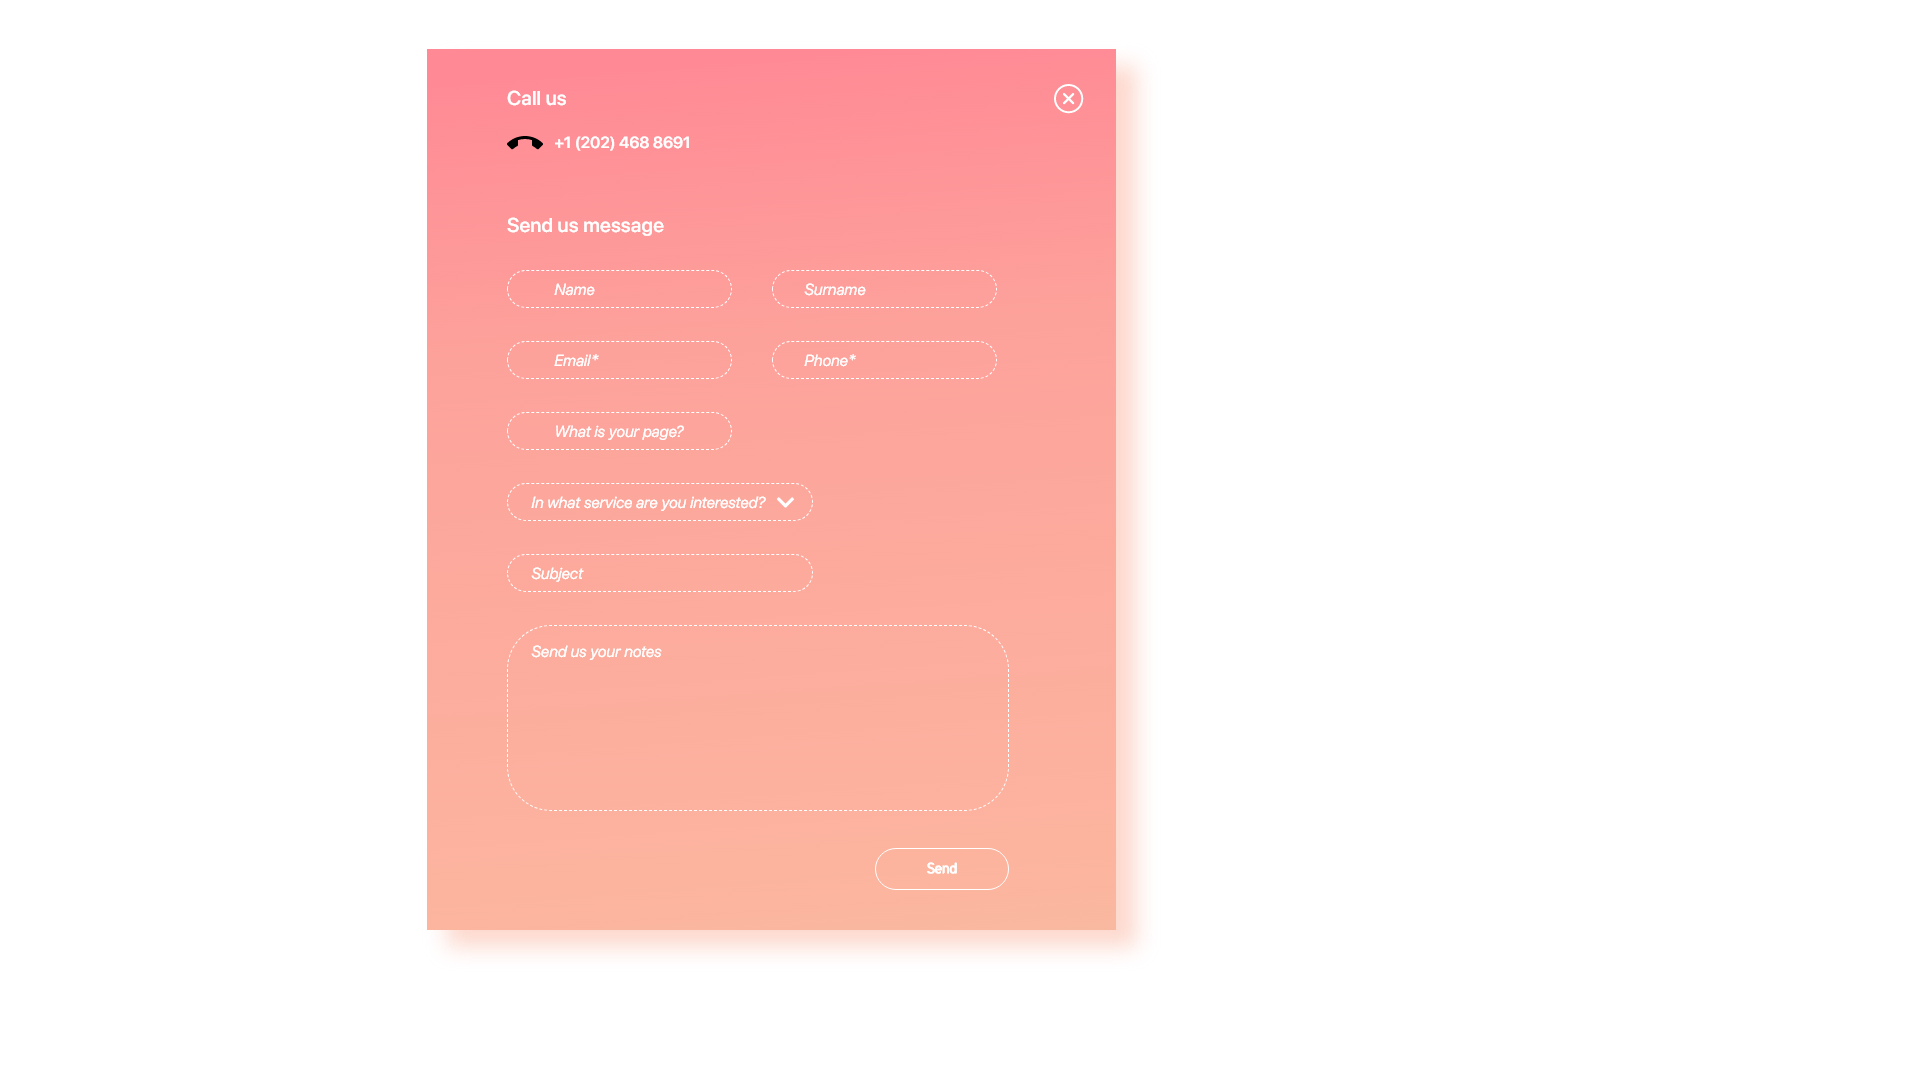 Call us
+1 (202) 468 8691
Send us message
Name
Surname
Email*
Phone*
What is your page?
In what service are you interested?
Subject
Send us your notes
Send